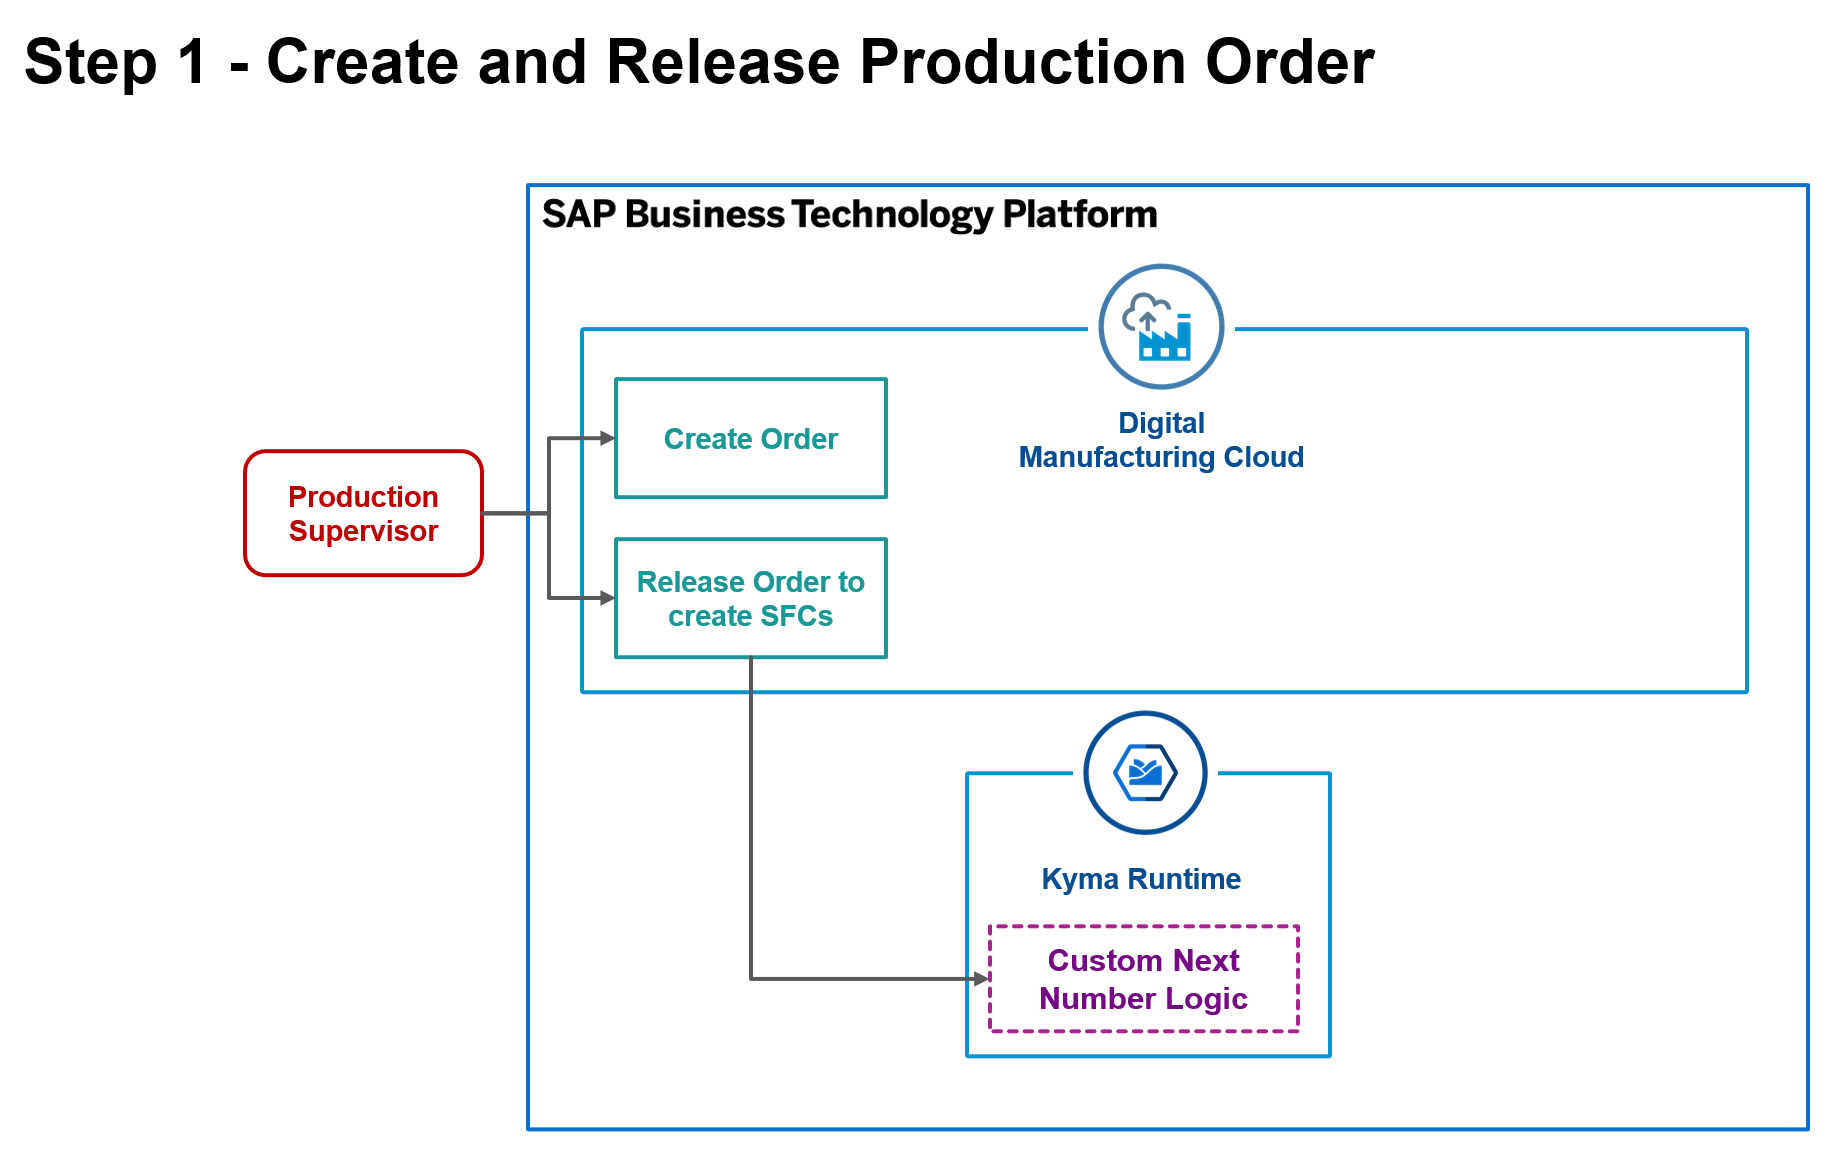 Step 1 - Create and Release Production Order
SAP Business Technology Platform
Digital
Manufacturing Cloud
Create Order
Production
Supervisor
Release Order to
create SFCs
Kyma Runtime
Custom Next
Number Logic